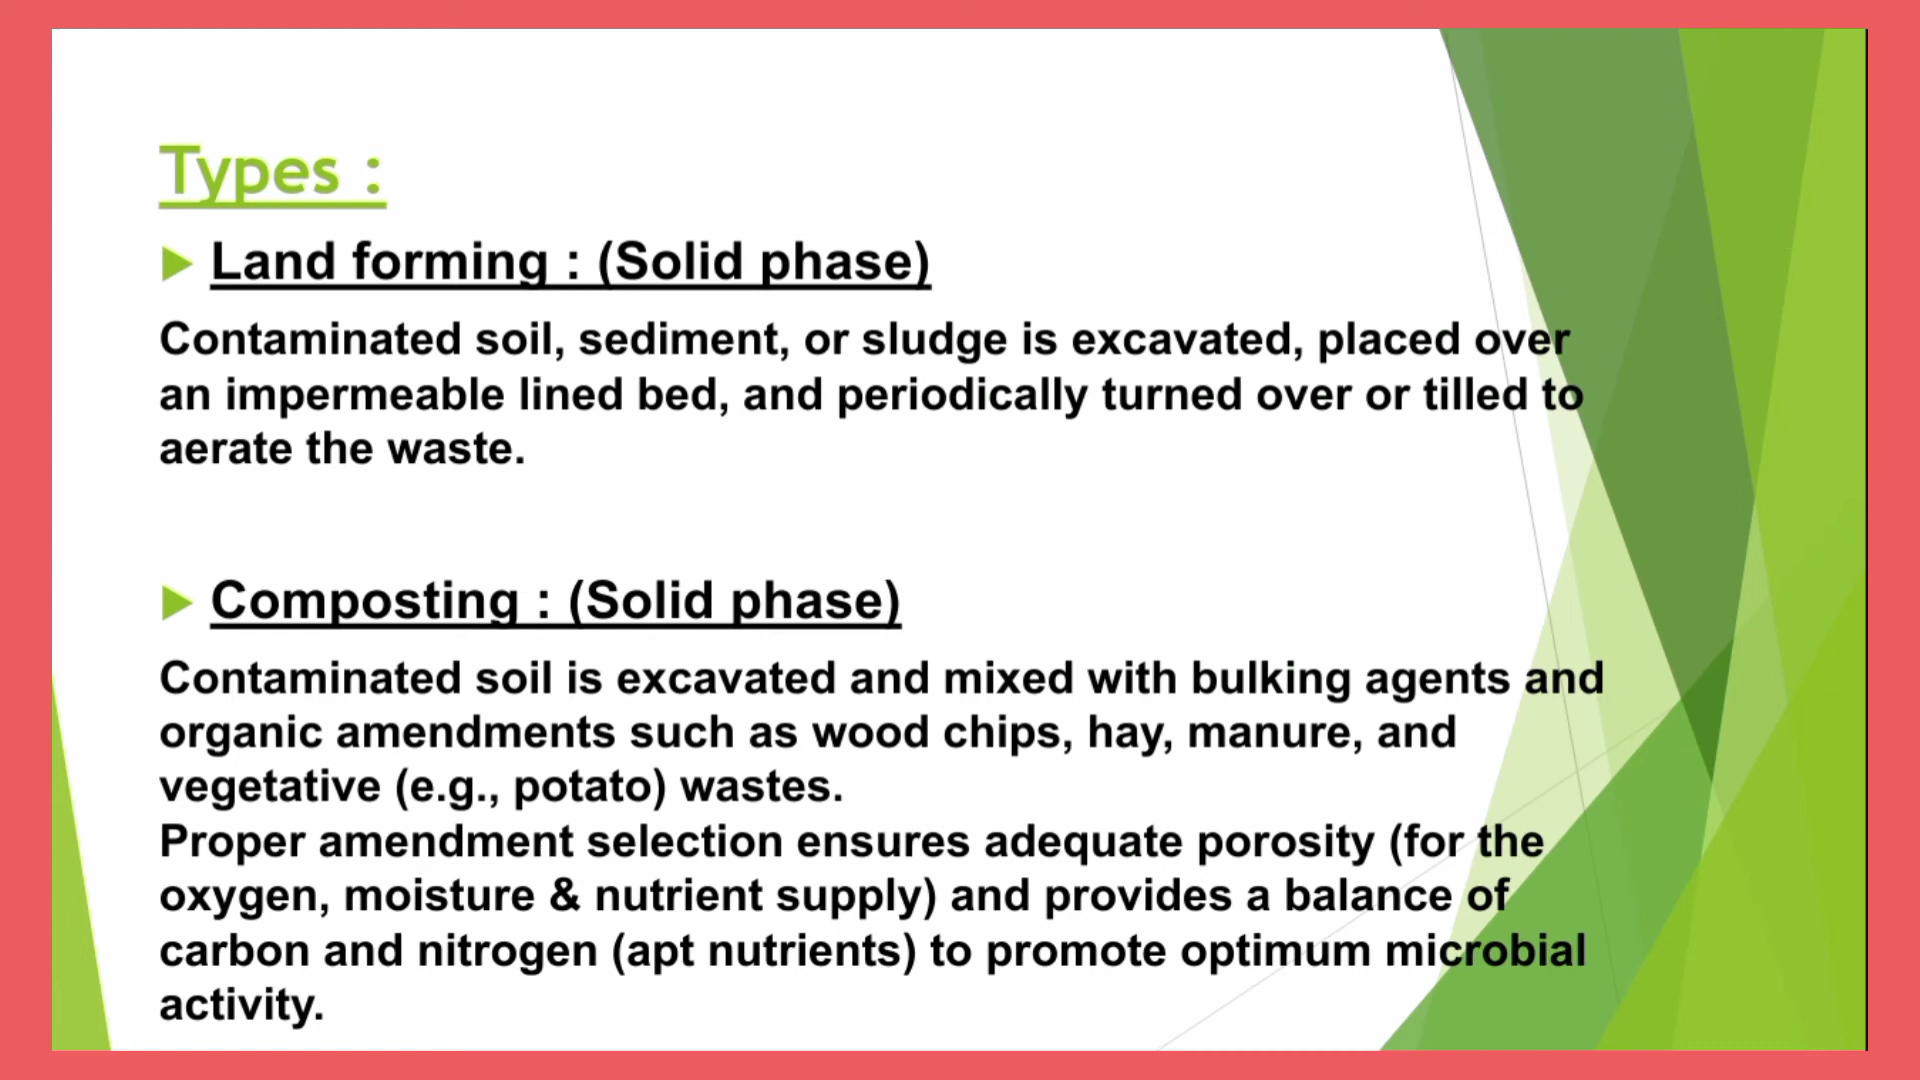 Types :
Land forming : (Solid phase)
Contaminated soil, sediment, or sludge is excavated, placed over
an impermeable lined bed, and periodically turned over or tilled to
aerate the waste.
Composting : (Solid phase)
Contaminated soil is excavated and mixed with bulking agents and
organic amendments such as wood chips, hay, manure, and
vegetative (e.g., potato) wastes.
Proper amendment selection ensures adequate porosity (for the
oxygen, moisture & nutrient supply) and provides a balance of
carbon and nitrogen (apt nutrients) to promote optimum microbial
activity.